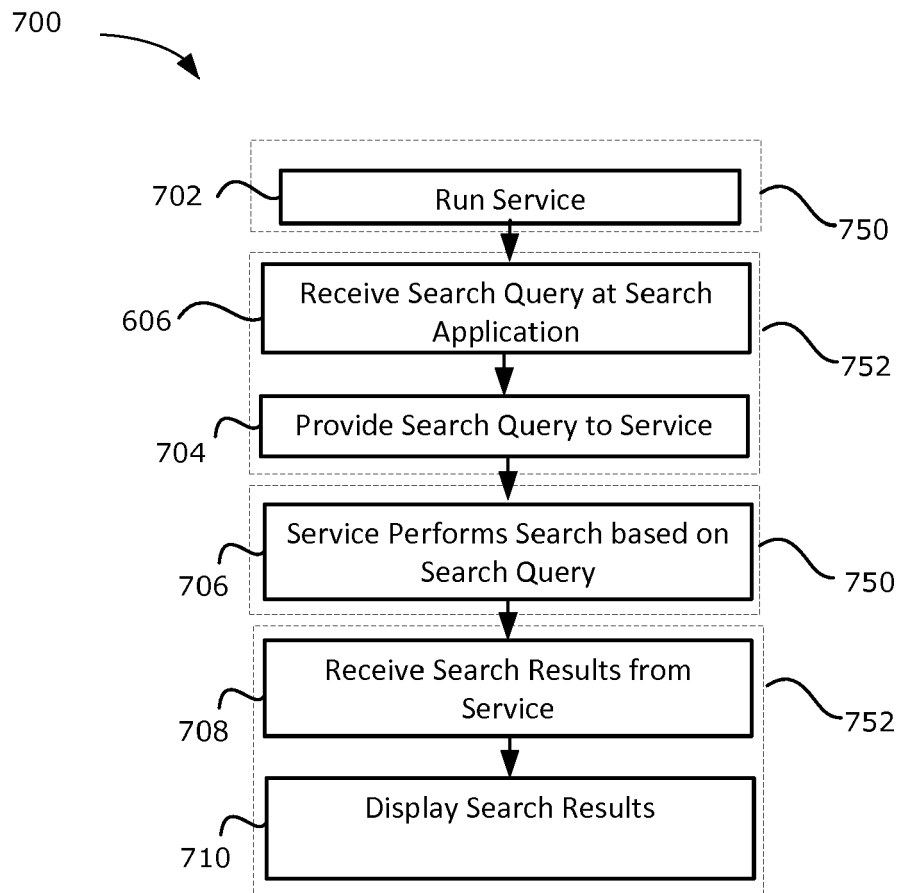 700
702
Run Service
750
606
Receive Search Query at Search
Application
752
704
Provide Search Query to Service
706
Service Performs Search based on
Search Query
750
708
Receive Search Results from
Service
752
710
Display Search Results